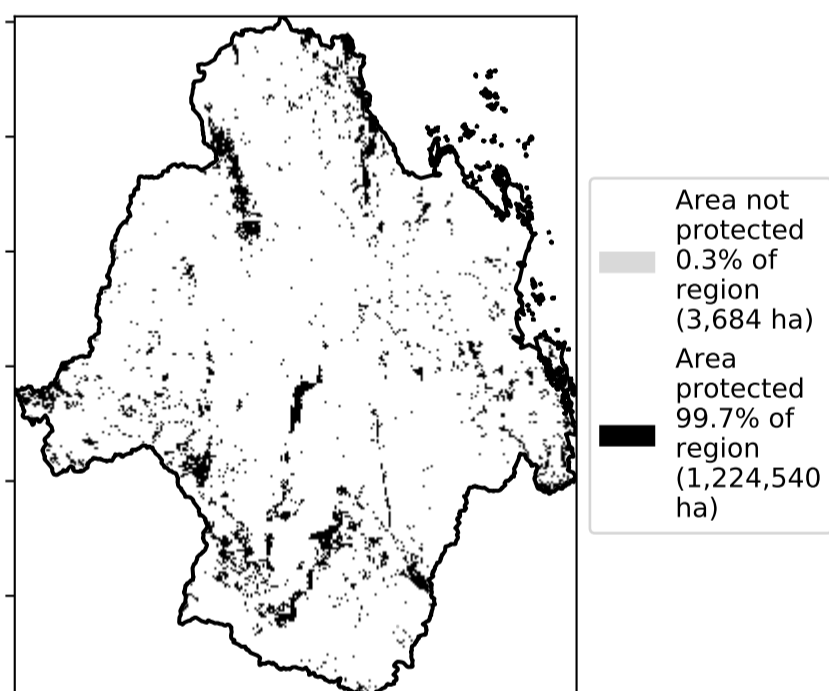 Area not
protected
0.3% of
region
(3,684 ha)
Area
protected
99.7% of
region
(1,224,540
ha)